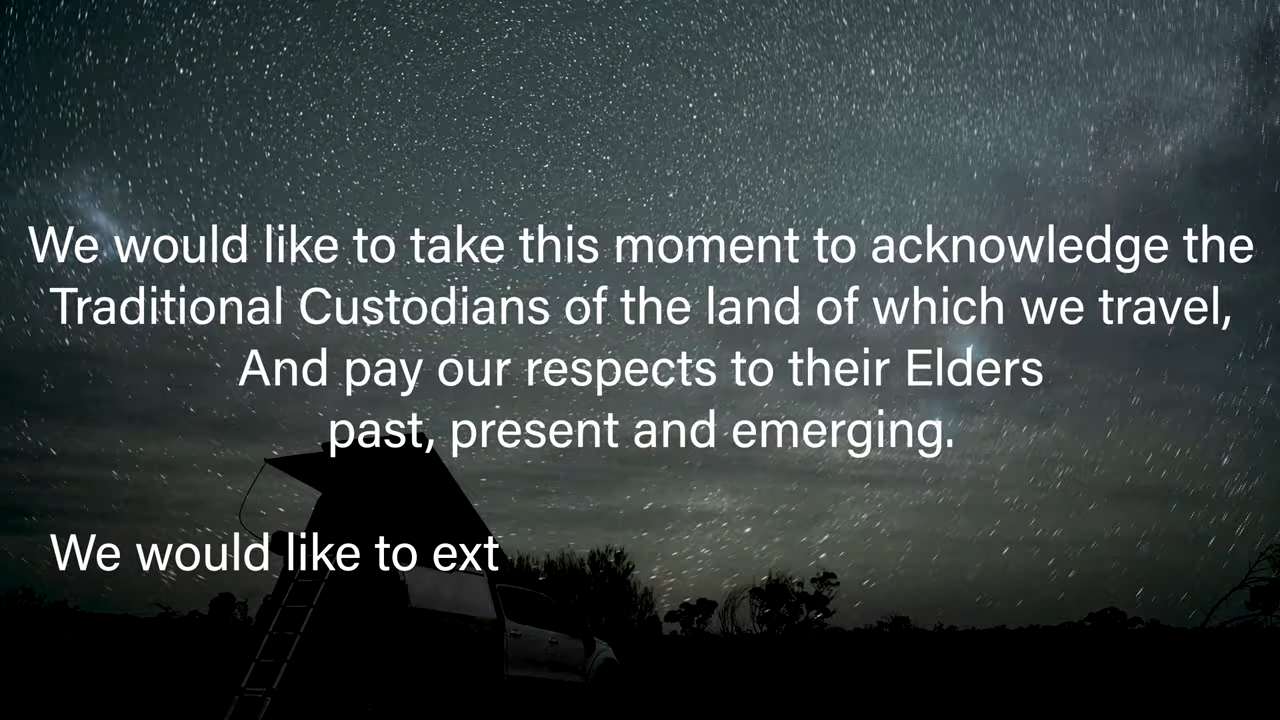 We would like to take this moment to acknowledge the
Traditional Custodians of the land of which we travel,
And pay our respects to their Elders
past, present and emerging.
We would like to ext